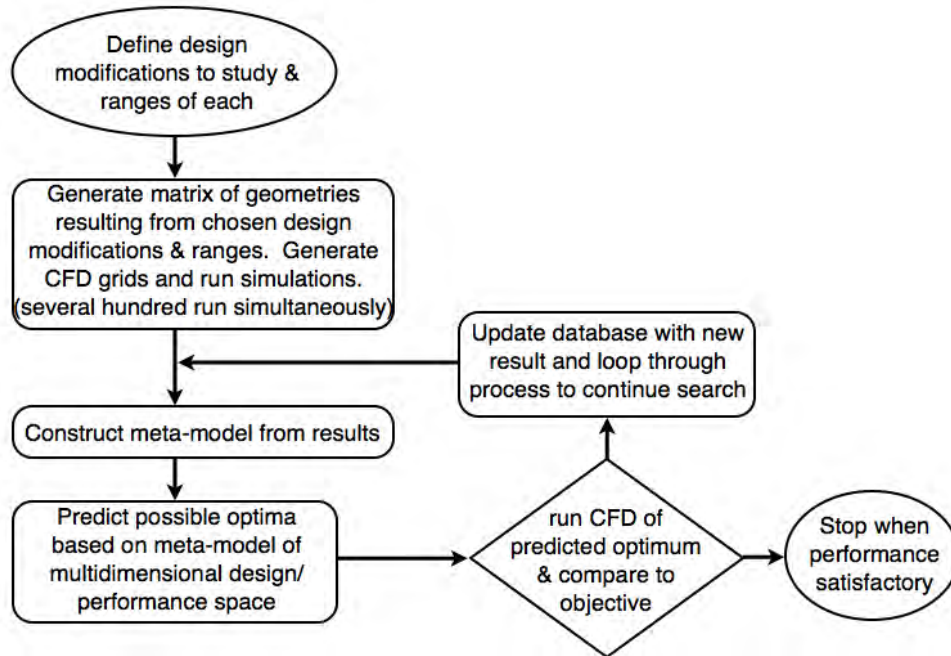 Define design
modifications to study &
ranges of each
Generate matrix of geometries
resulting from chosen design
modifications & ranges.  Generate
CFD grids and run simulations.
(several hundred run simultaneously)
Update database with new
result and loop through
process to continue search
Construct meta-model from results
Predict possible optima
based on meta-model of
multidimensional design/
performance space
run CFD of
predicted optimum
& compare to
objective
Stop when
performance
satisfactory